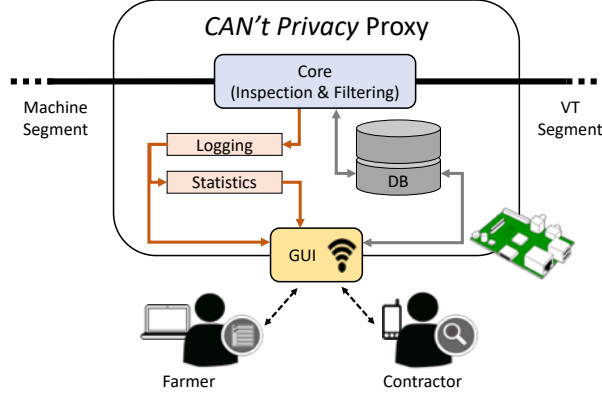 CAN't Privacy Proxy
Core
(Inspection & Filtering)
Machine
Segment
VT
Segment
Logging
Statistics
DB
GUI
Farmer
Contractor